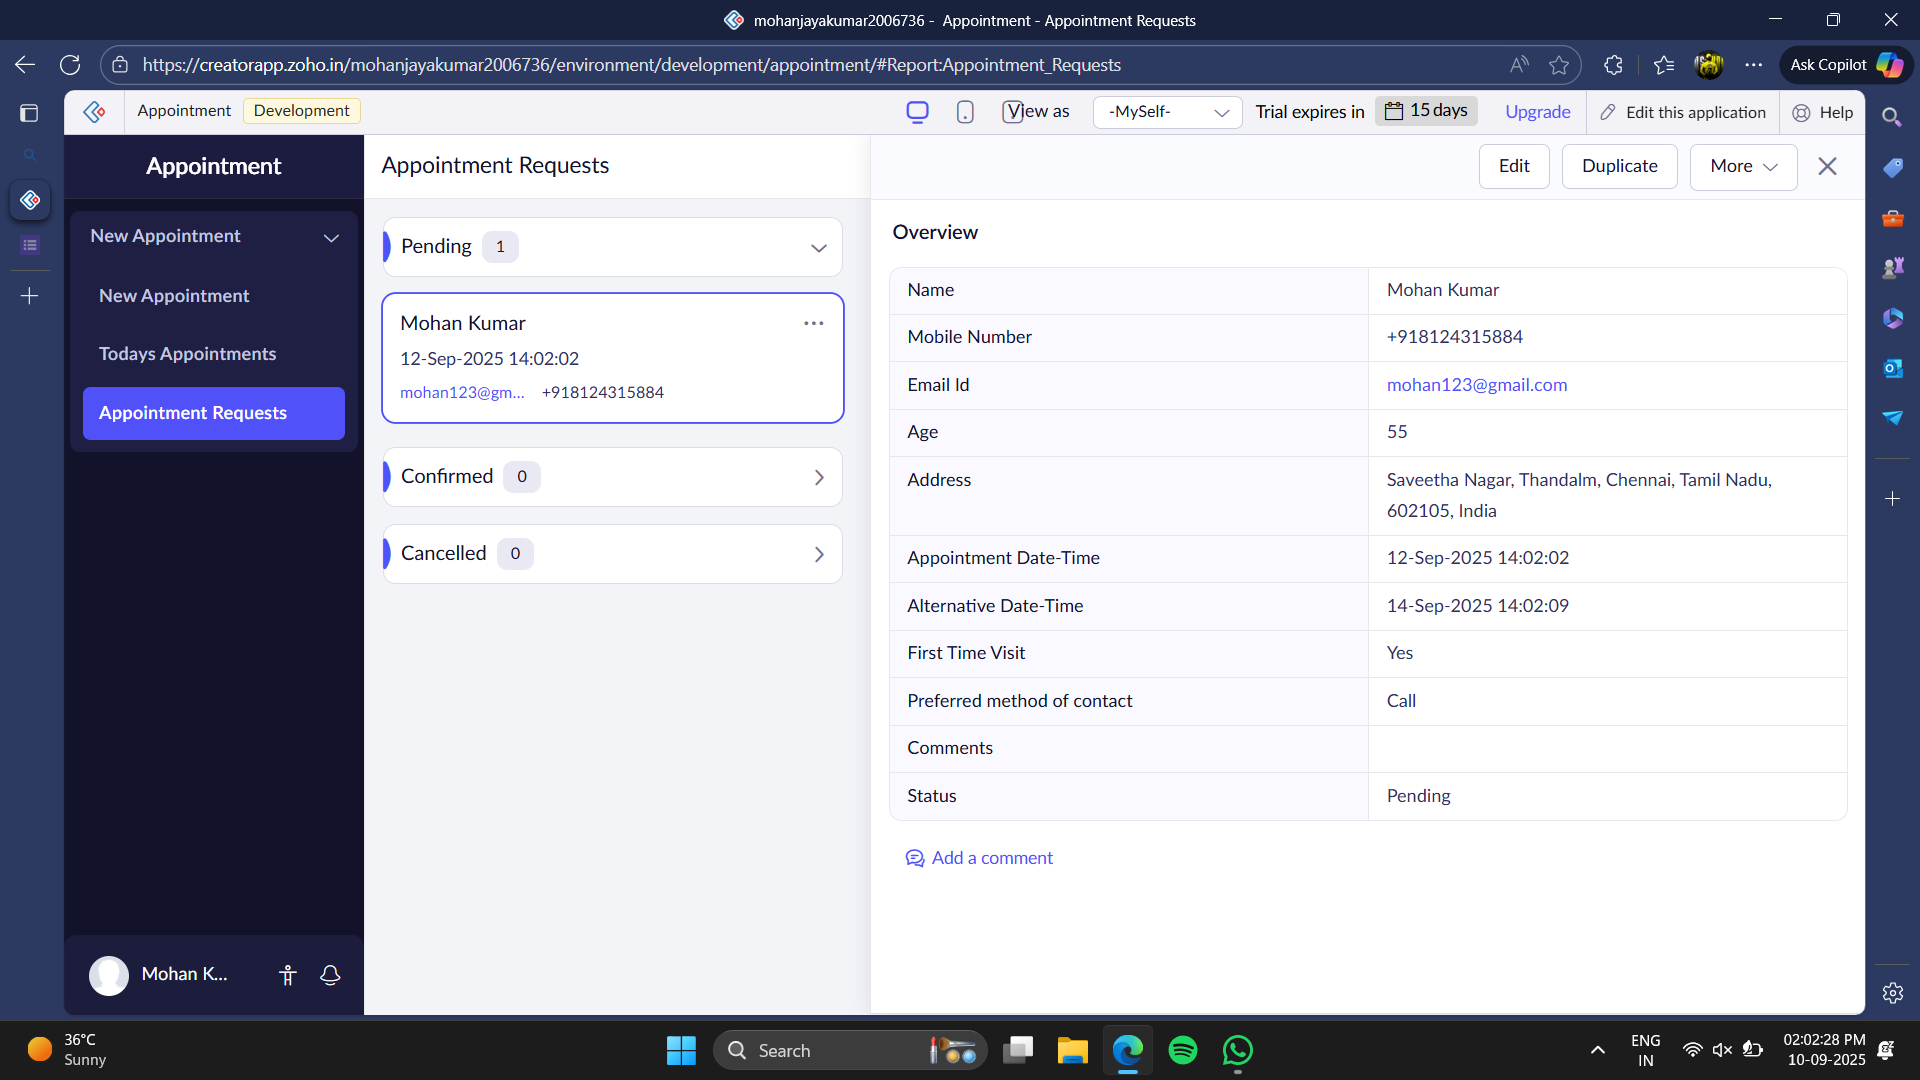 mohanjayakumar2006736 - Appointment - Appointment Requests
https://creatorapp.zoho.in/mohanjayakumar2006736/environment/development/appointment/#Report:Appointment_Requests
Ask Copilot
Appointment
Development
View as
-MySelf-
Trial expires in
15 days
Upgrade
Edit this application
Help
Appointment
New Appointment
New Appointment
Todays Appointments
Appointment Requests
Mohan K...
Appointment Requests
Pending 1
Mohan Kumar
12-Sep-2025 14:02:02
mohan123@gm... +918124315884
Confirmed 0
Cancelled 0
Edit
Duplicate
More
Overview
Name Mohan Kumar
Mobile Number +918124315884
Email Id mohan123@gmail.com
Age 55
Address Saveetha Nagar, Thandalm, Chennai, Tamil Nadu,
602105, India
Appointment Date-Time 12-Sep-2025 14:02:02
Alternative Date-Time 14-Sep-2025 14:02:09
First Time Visit Yes
Preferred method of contact Call
Comments
Status Pending
Add a comment
36°C
Sunny
Search
ENG
IN
02:02:28 PM
10-09-2025